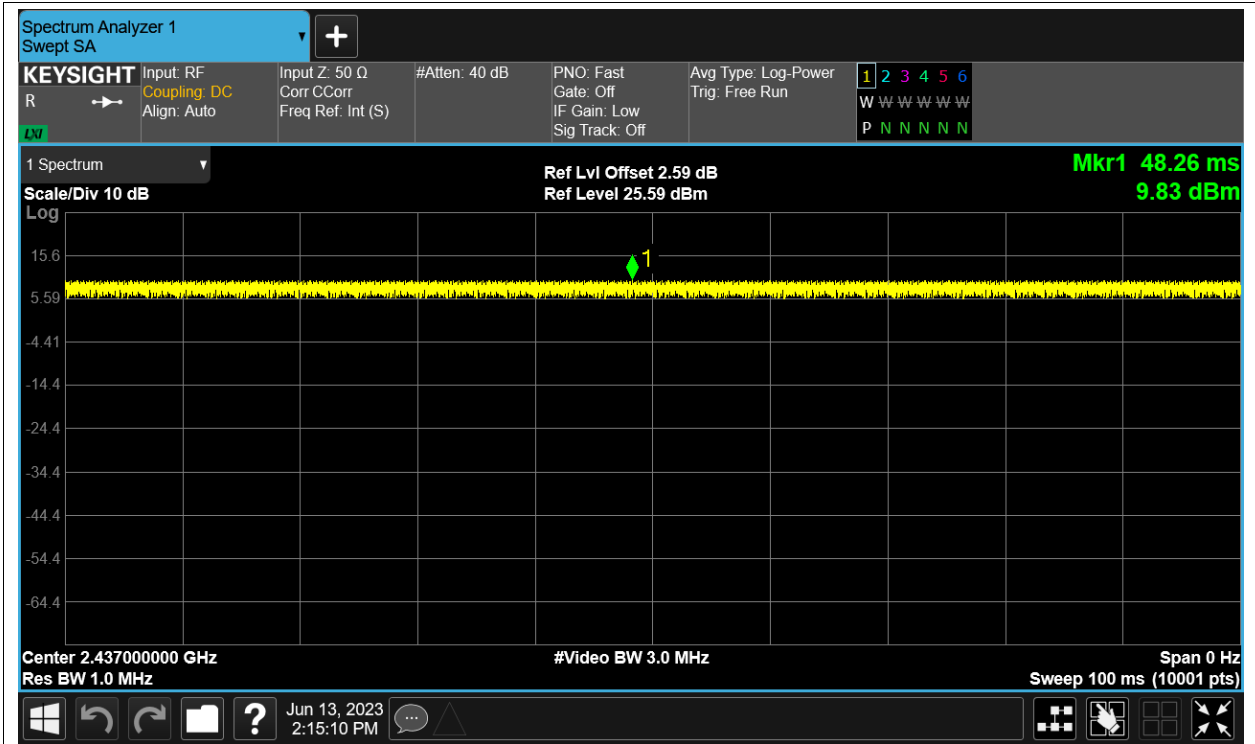 Spectrum Analyzer 1
Swept SA
+
KEYSIGHT
R
LXI
Input: RF
Coupling: DC
Align: Auto
Input Z: 50 Ω
Corr CCorr
Freq Ref: Int (S)
#Atten: 40 dB
PNO: Fast
Gate: Off
IF Gain: Low
Sig Track: Off
Avg Type: Log-Power
Trig: Free Run
1 2 3 4 5 6
W W W W W W
P N N N N N
1 Spectrum
Scale/Div 10 dB
Ref Lvl Offset 2.59 dB
Ref Level 25.59 dBm
Mkr1 48.26 ms
9.83 dBm
Log
1
15.6
5.59
-4.41
-14.4
-24.4
-34.4
-44.4
-54.4
-64.4
Center 2.437000000 GHz
#Video BW 3.0 MHz
Span 0 Hz
Res BW 1.0 MHz
Sweep 100 ms (10001 pts)
?
Jun 13, 2023
2:15:10 PM